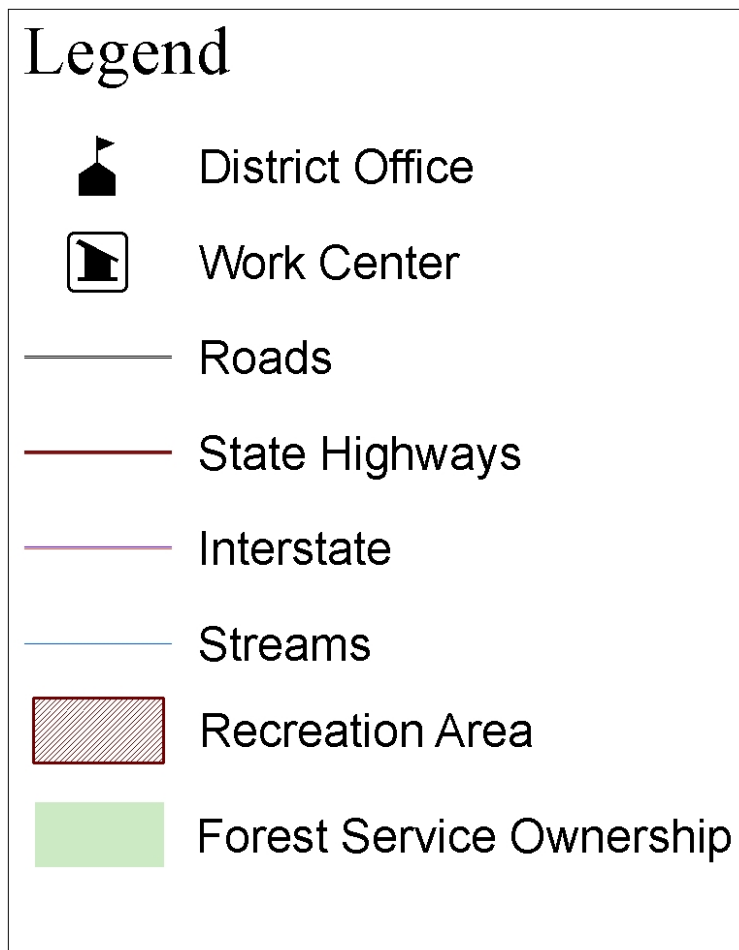 Legend
District Office
Work Center
Roads
State Highways
Interstate
Streams
Recreation Area
Forest Service Ownership